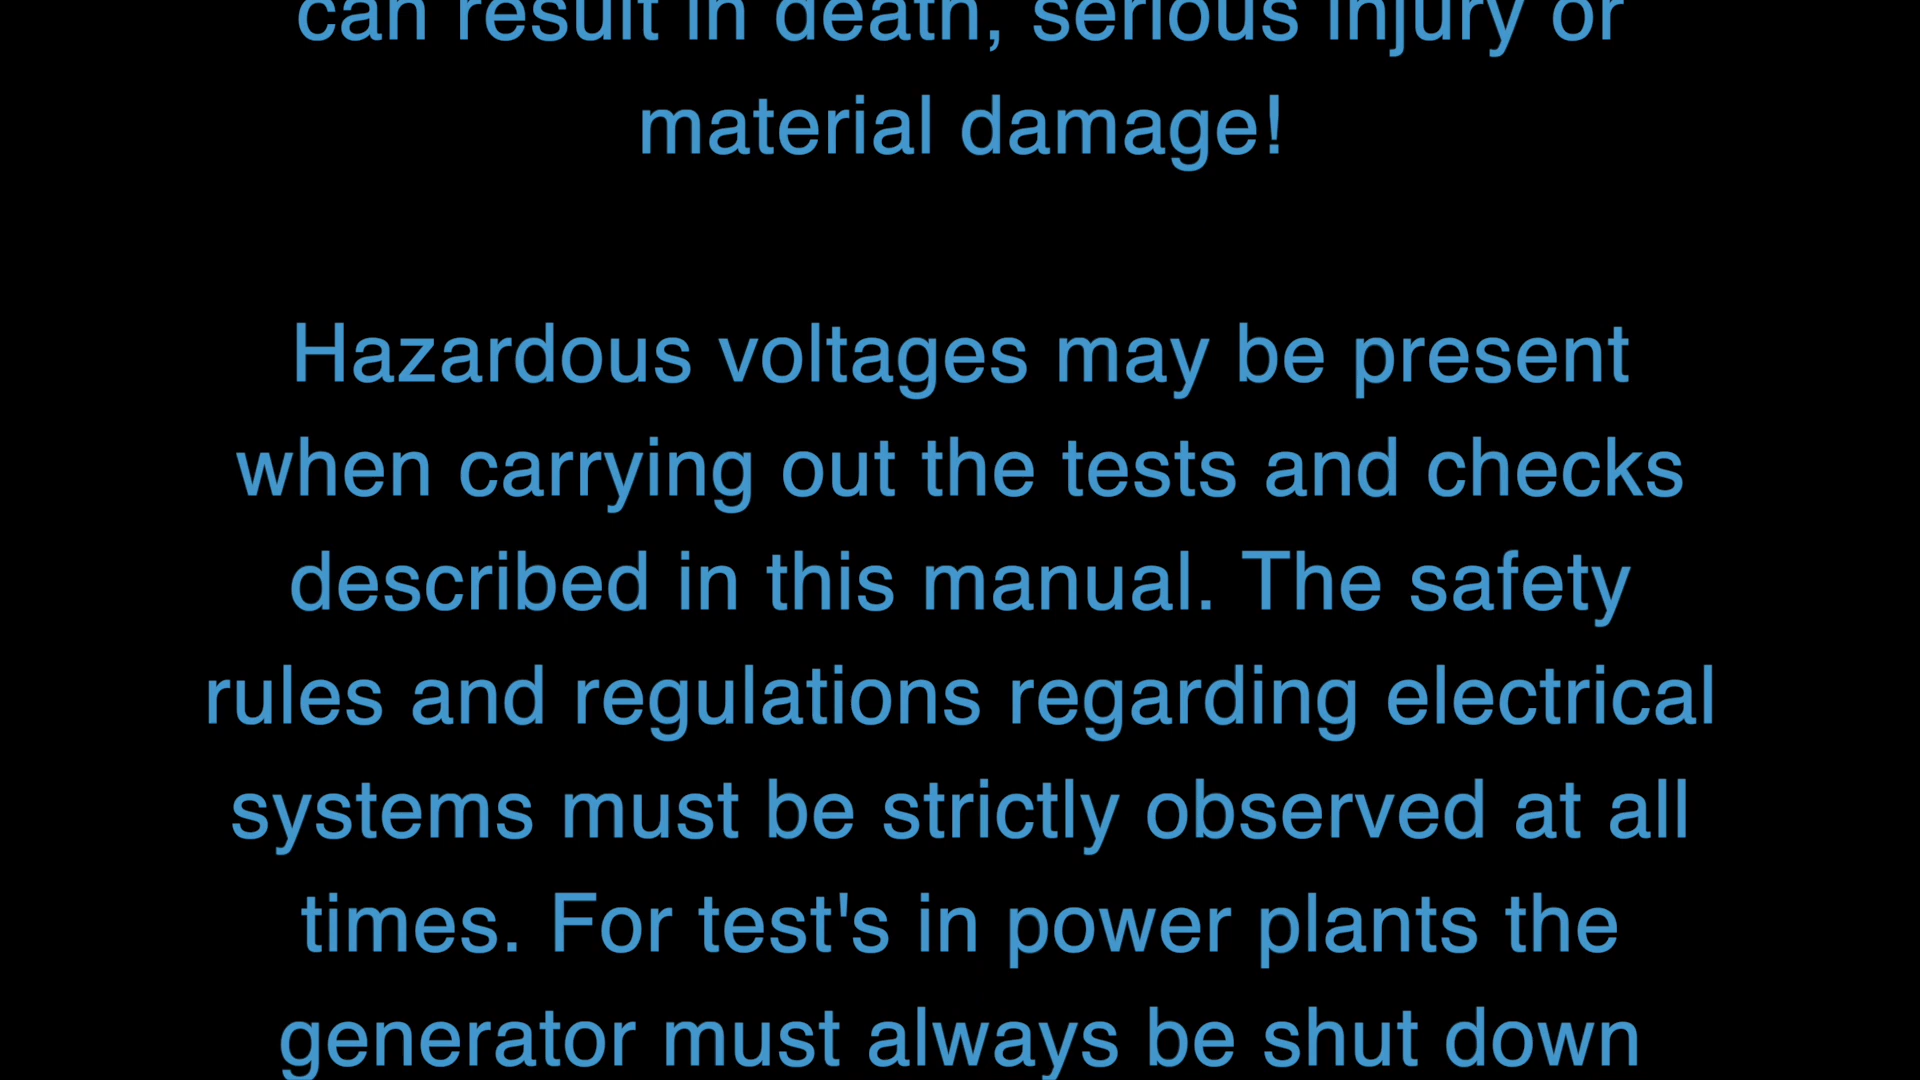 can result in death, serious injury or
material damage!
Hazardous voltages may be present
when carrying out the tests and checks
described in this manual. The safety
rules and regulations regarding electrical
systems must be strictly observed at all
times. For test's in power plants the
generator must always be shut down